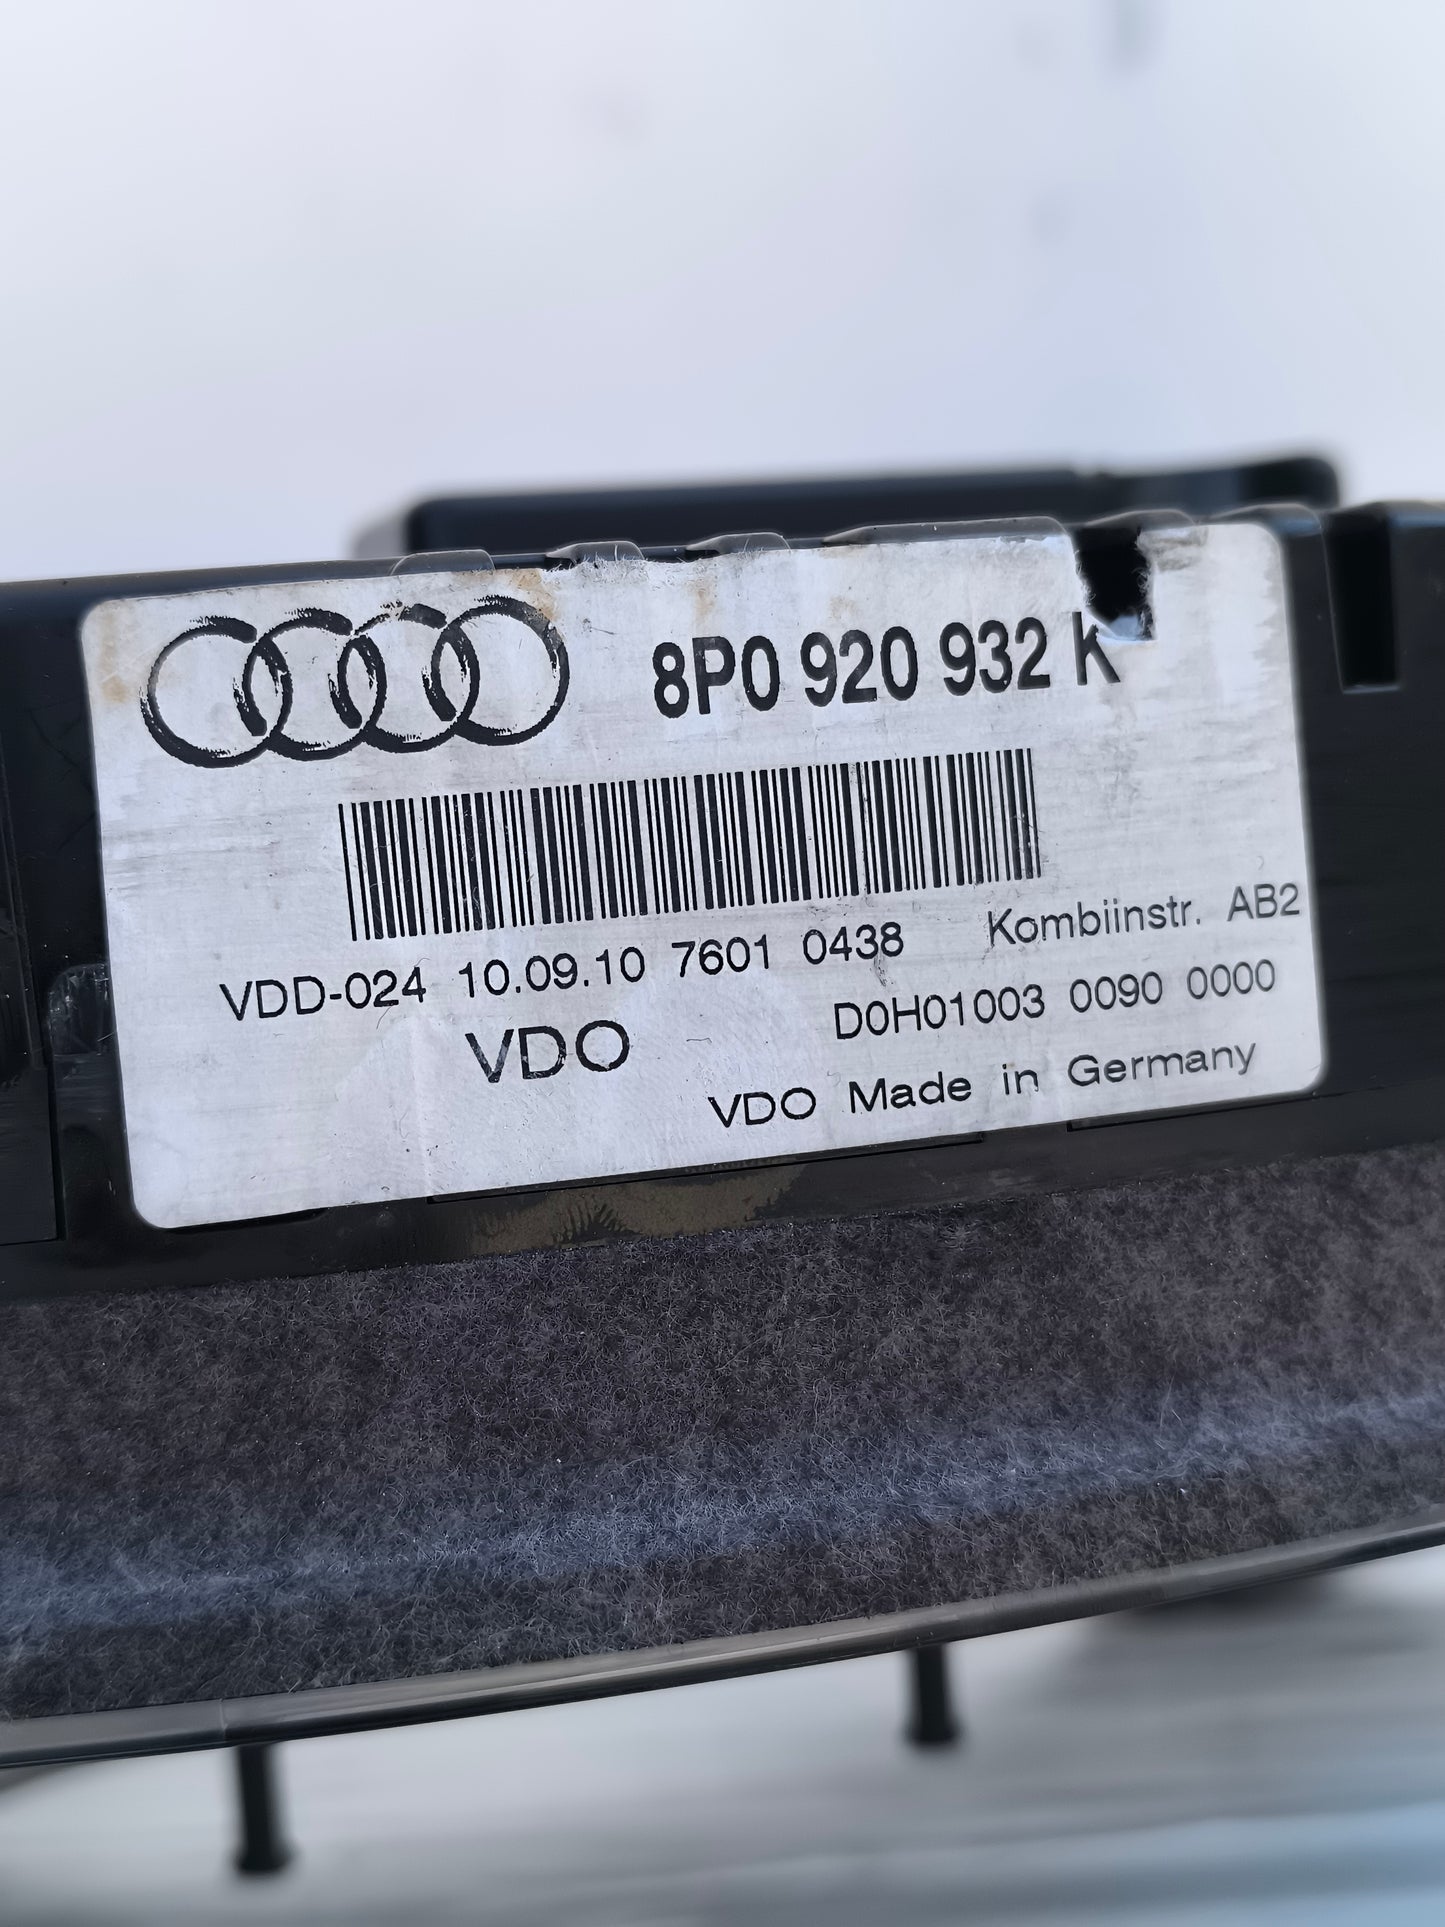 8P0 920 932 K
VDD-024 10.09.10 7601 0438 Kombiinstr. AB2
VDO D0H01003 0090 0000
VDO Made in Germany